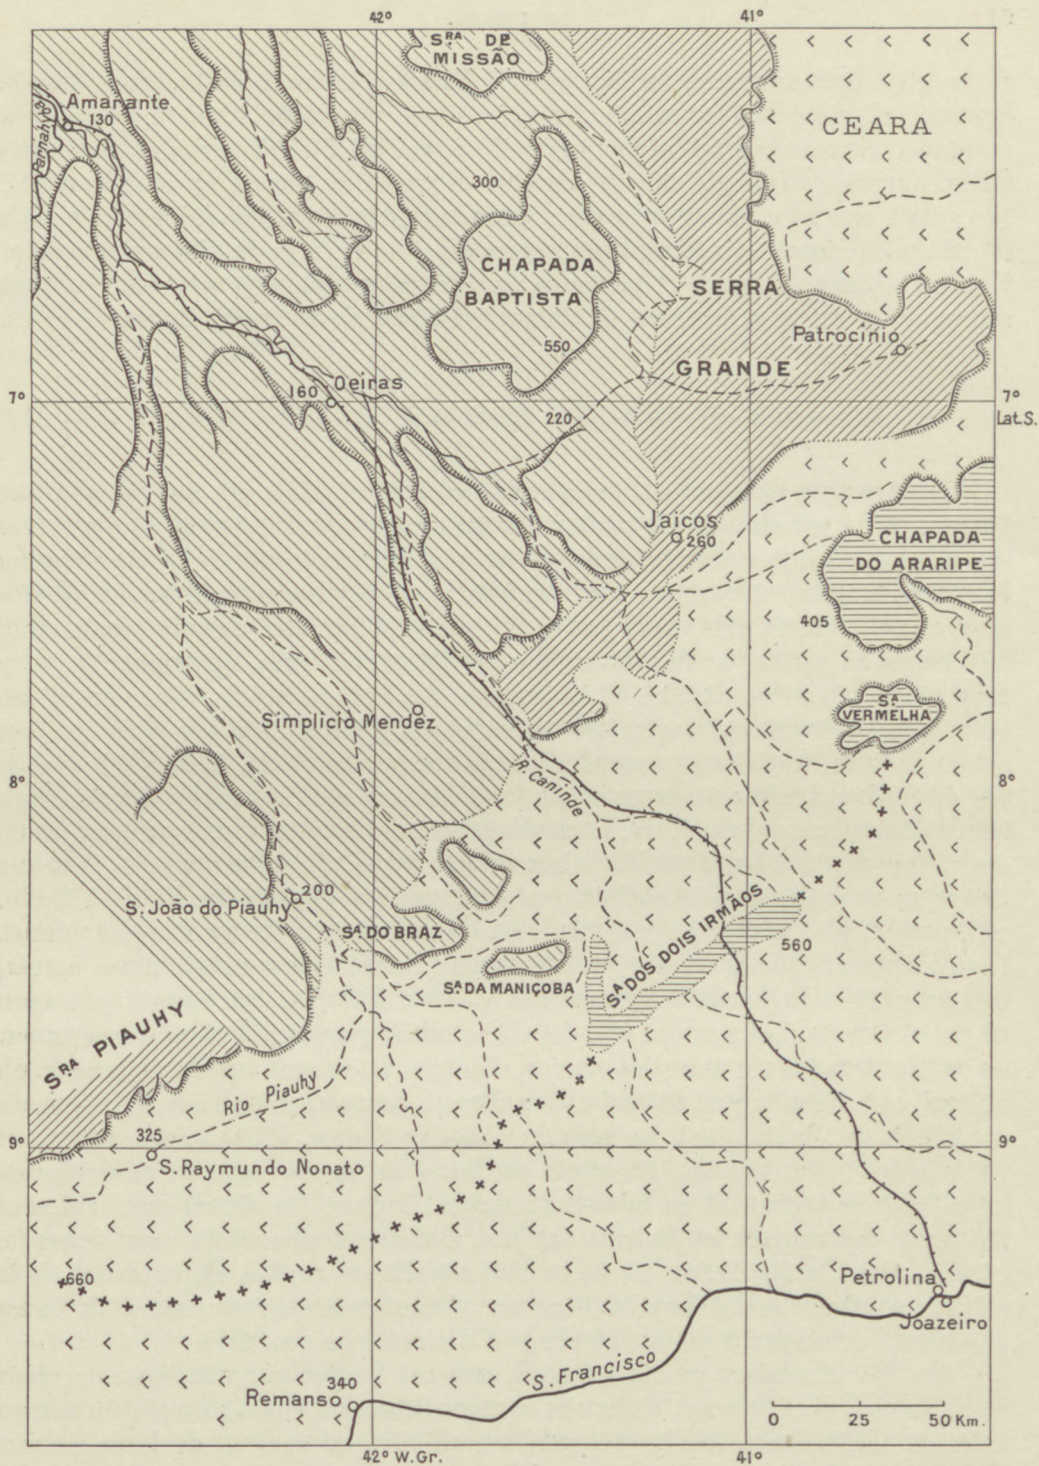 42°
41°
SRA DE
MISSÃO
Amarante
130
Parnahyba
CEARA
300
CHAPADA
BAPTISTA
SERRA
Patrocinio
550
GRANDE
Oeiras
160
7°
7°
Lat.S.
220
Jaicos
260
CHAPADA
DO ARARIPE
405
Simplicio Mendez
SA.
VERMELHA
8°
R. Caninde
8°
200
S. João do Piauhy
SA. DO BRAZ
560
SA. DA MANIÇOBA
SA. DOS DOIS IRMÃOS
SRA PIAUHY
Rio Piauhy
325
9°
9°
S. Raymundo Nonato
660
Petrolina
Joazeiro
S. Francisco
340
Remanso
0 25 50 Km.
42° W.Gr.
41°